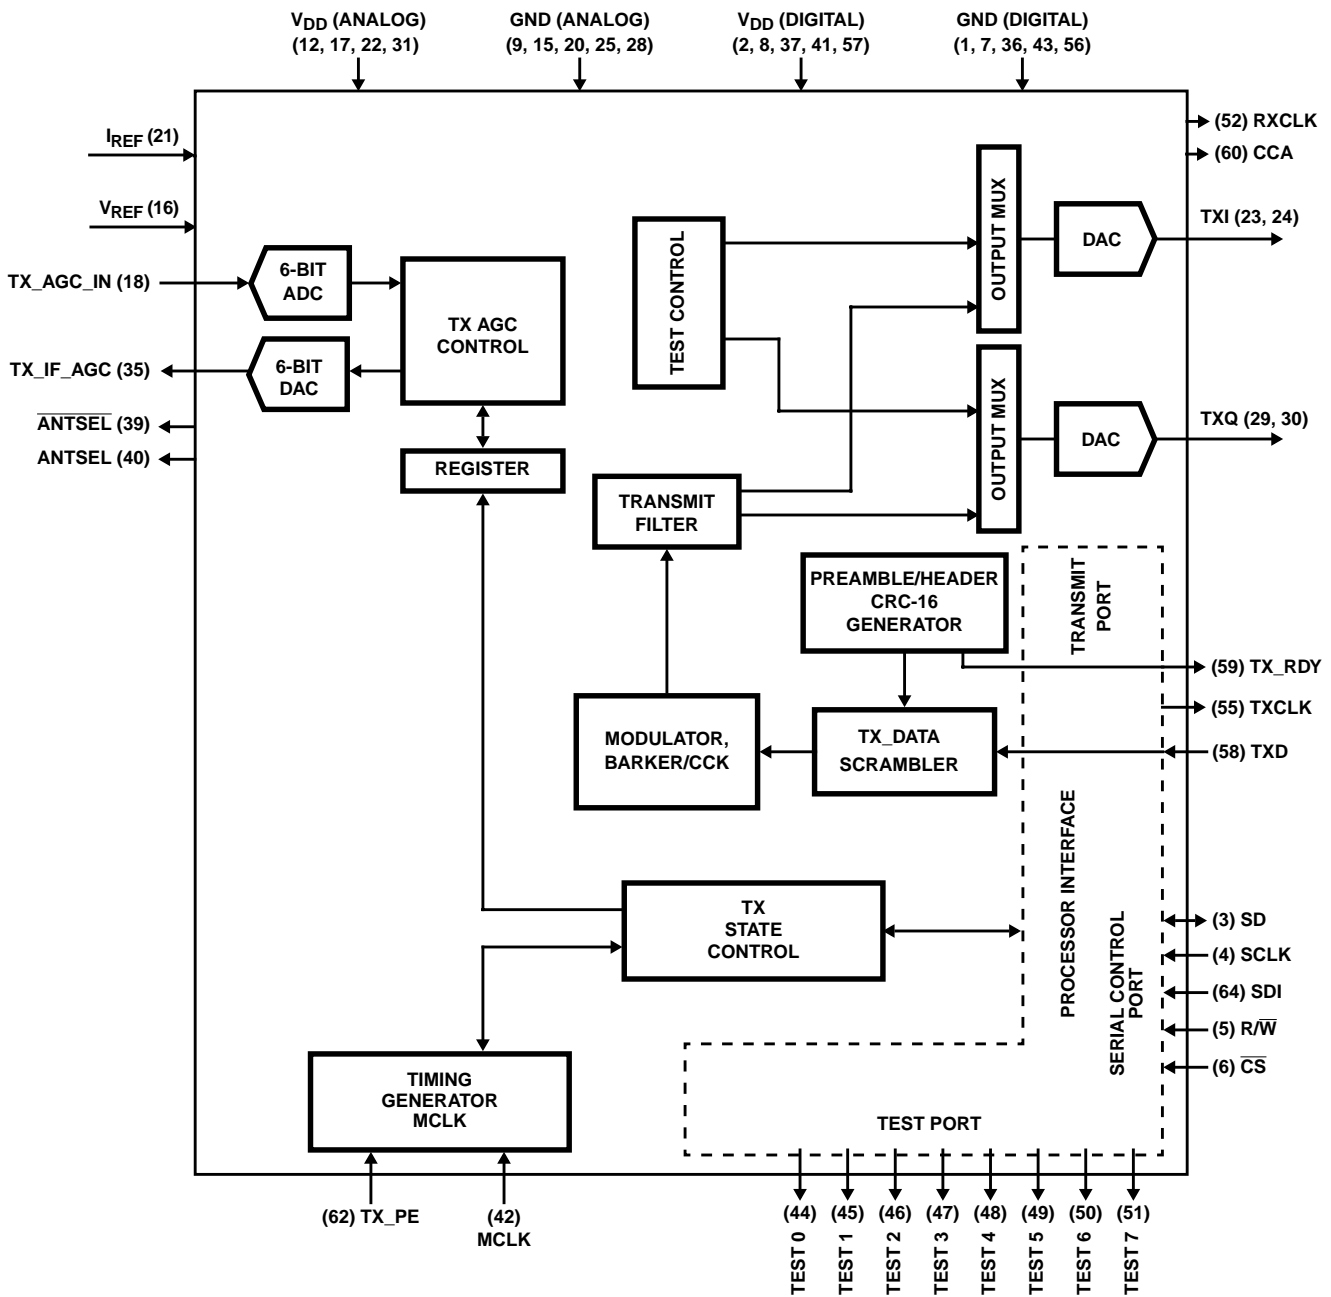 VDD (ANALOG)
(12, 17, 22, 31)
GND (ANALOG)
(9, 15, 20, 25, 28)
VDD (DIGITAL)
(2, 8, 37, 41, 57)
GND (DIGITAL)
(1, 7, 36, 43, 56)
IREF (21)
VREF (16)
TX_AGC_IN (18)
TX_IF_AGC (35)
ANTSEL (39)
ANTSEL (40)
6-BIT
ADC
6-BIT
DAC
TX AGC
CONTROL
REGISTER
TEST CONTROL
OUTPUT MUX
DAC
OUTPUT MUX
DAC
(52) RXCLK
(60) CCA
TXI (23, 24)
TXQ (29, 30)
TRANSMIT
FILTER
PREAMBLE/HEADER
CRC-16
GENERATOR
TRANSMIT
PORT
(59) TX_RDY
(55) TXCLK
(58) TXD
MODULATOR,
BARKER/CCK
TX_DATA
SCRAMBLER
TX
STATE
CONTROL
PROCESSOR INTERFACE
SERIAL CONTROL
PORT
(3) SD
(4) SCLK
(64) SDI
(5) R/W
(6) CS
TIMING
GENERATOR
MCLK
TEST PORT
(62) TX_PE
(42)
MCLK
(44)
TEST 0
(45)
TEST 1
(46)
TEST 2
(47)
TEST 3
(48)
TEST 4
(49)
TEST 5
(50)
TEST 6
(51)
TEST 7